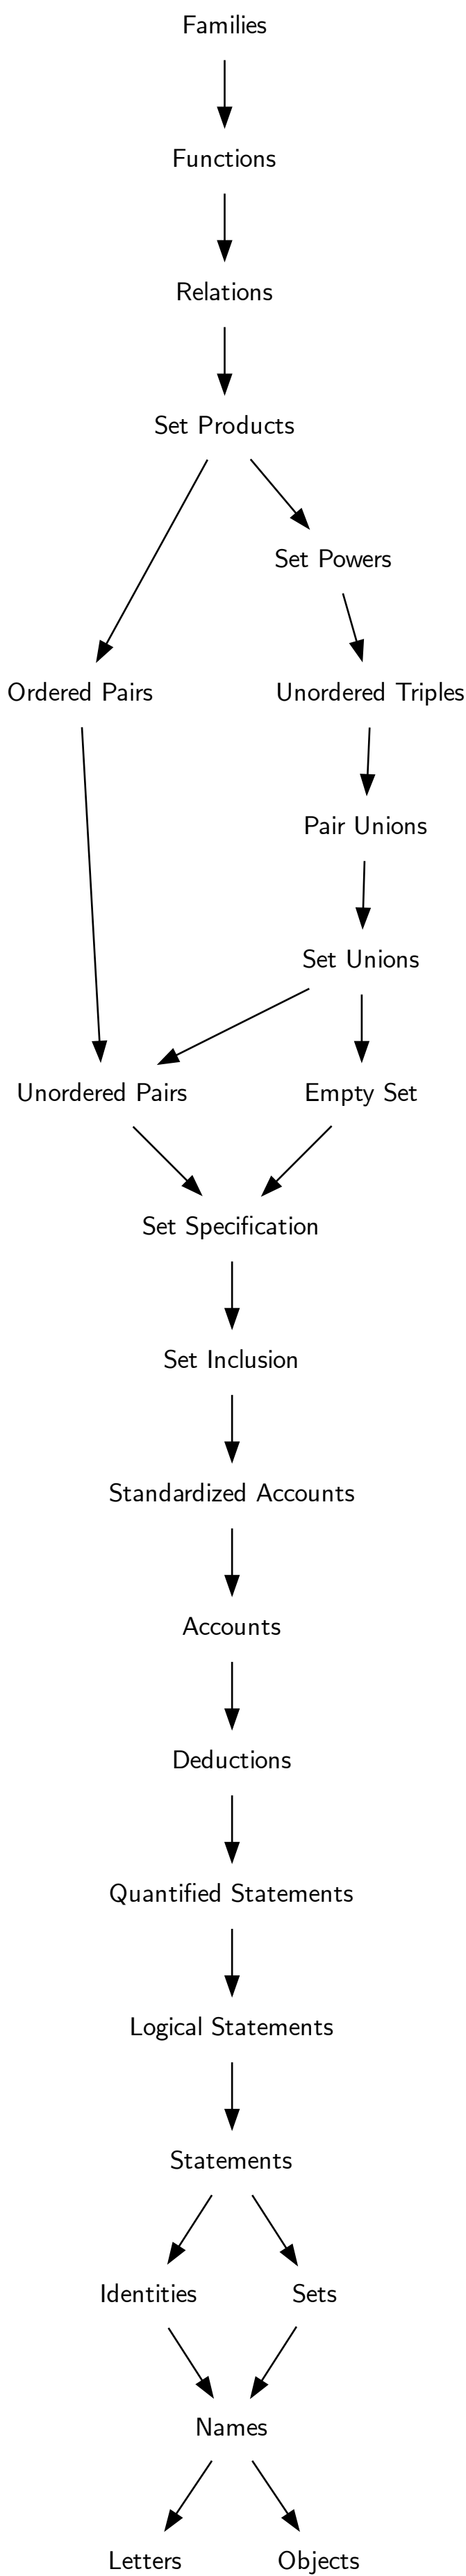 Families
Functions
Relations
Set Products
Set Powers
Ordered Pairs
Unordered Triples
Pair Unions
Set Unions
Unordered Pairs
Empty Set
Set Specification
Set Inclusion
Standardized Accounts
Accounts
Deductions
Quantified Statements
Logical Statements
Statements
Identities
Sets
Names
Letters
Objects